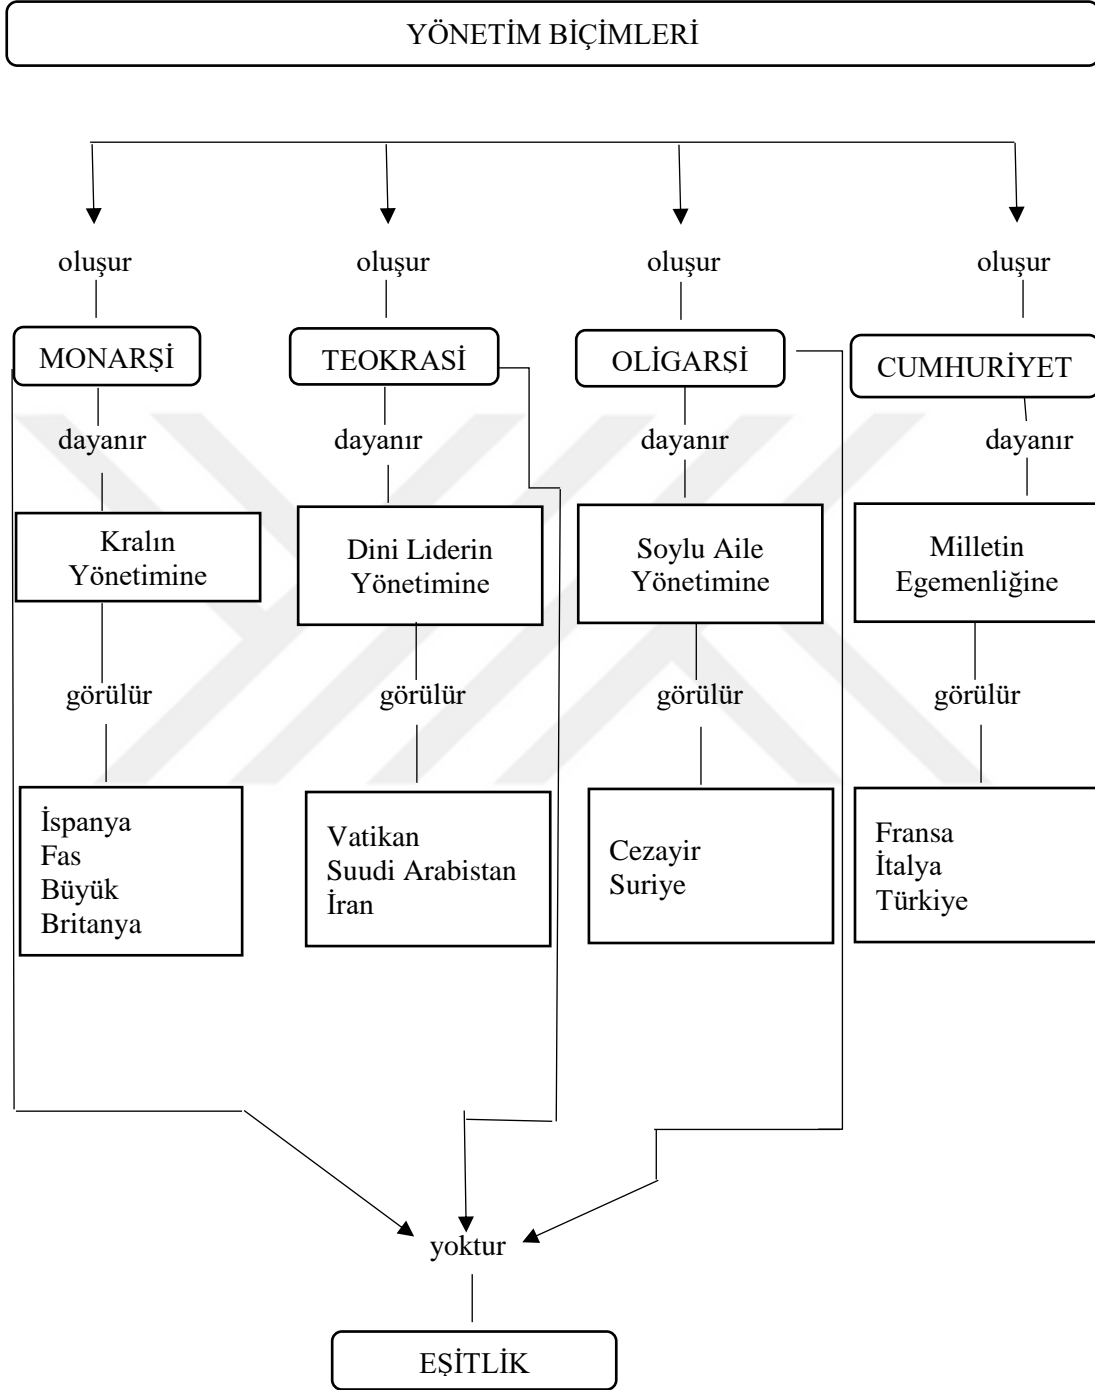 YÖNETİM BİÇİMLERİ
oluşur
oluşur
oluşur
oluşur
MONARŞİ
TEOKRASİ
OLİGARŞİ
CUMHURİYET
dayanır
dayanır
dayanır
dayanır
Kralın
Yönetimine
Dini Liderin
Yönetimine
Soylu Aile
Yönetimine
Milletin
Egemenliğine
görülür
görülür
görülür
görülür
İspanya
Fas
Büyük
Britanya
Vatikan
Suudi Arabistan
İran
Cezayir
Suriye
Fransa
İtalya
Türkiye
yoktur
EŞİTLİK